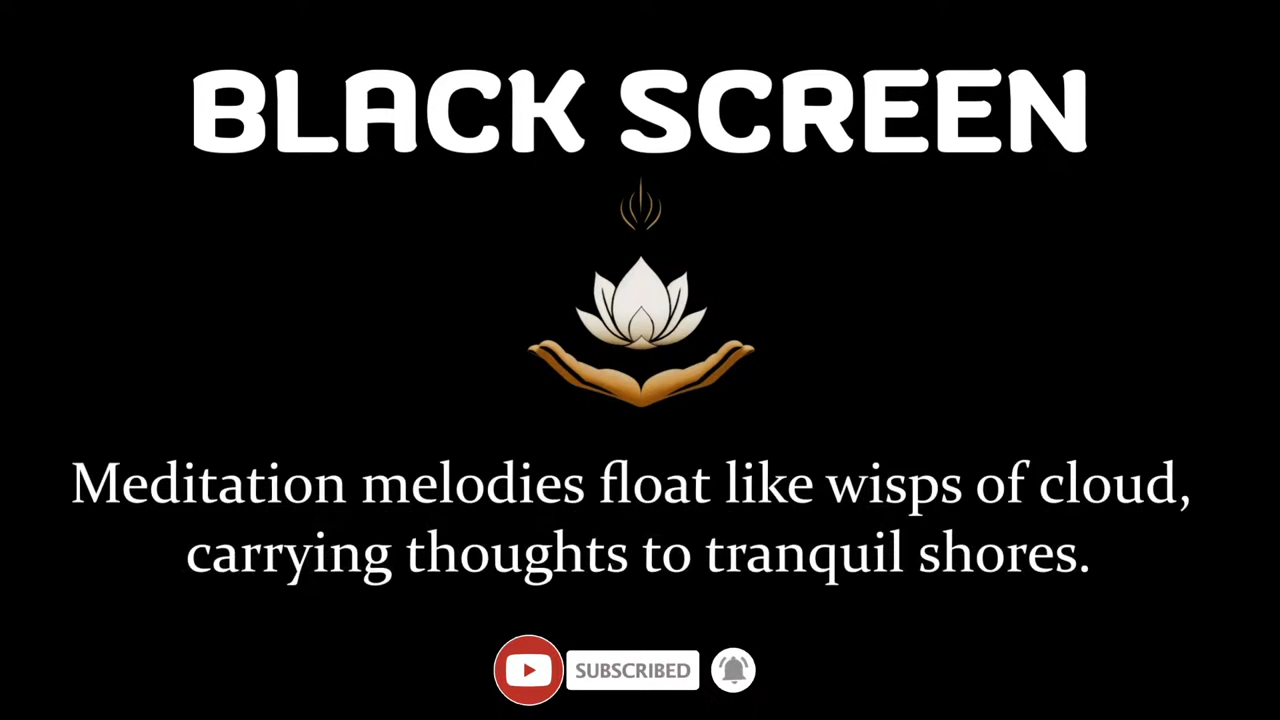 BLACK SCREEN
Meditation melodies float like wisps of cloud,
carrying thoughts to tranquil shores.
SUBSCRIBED